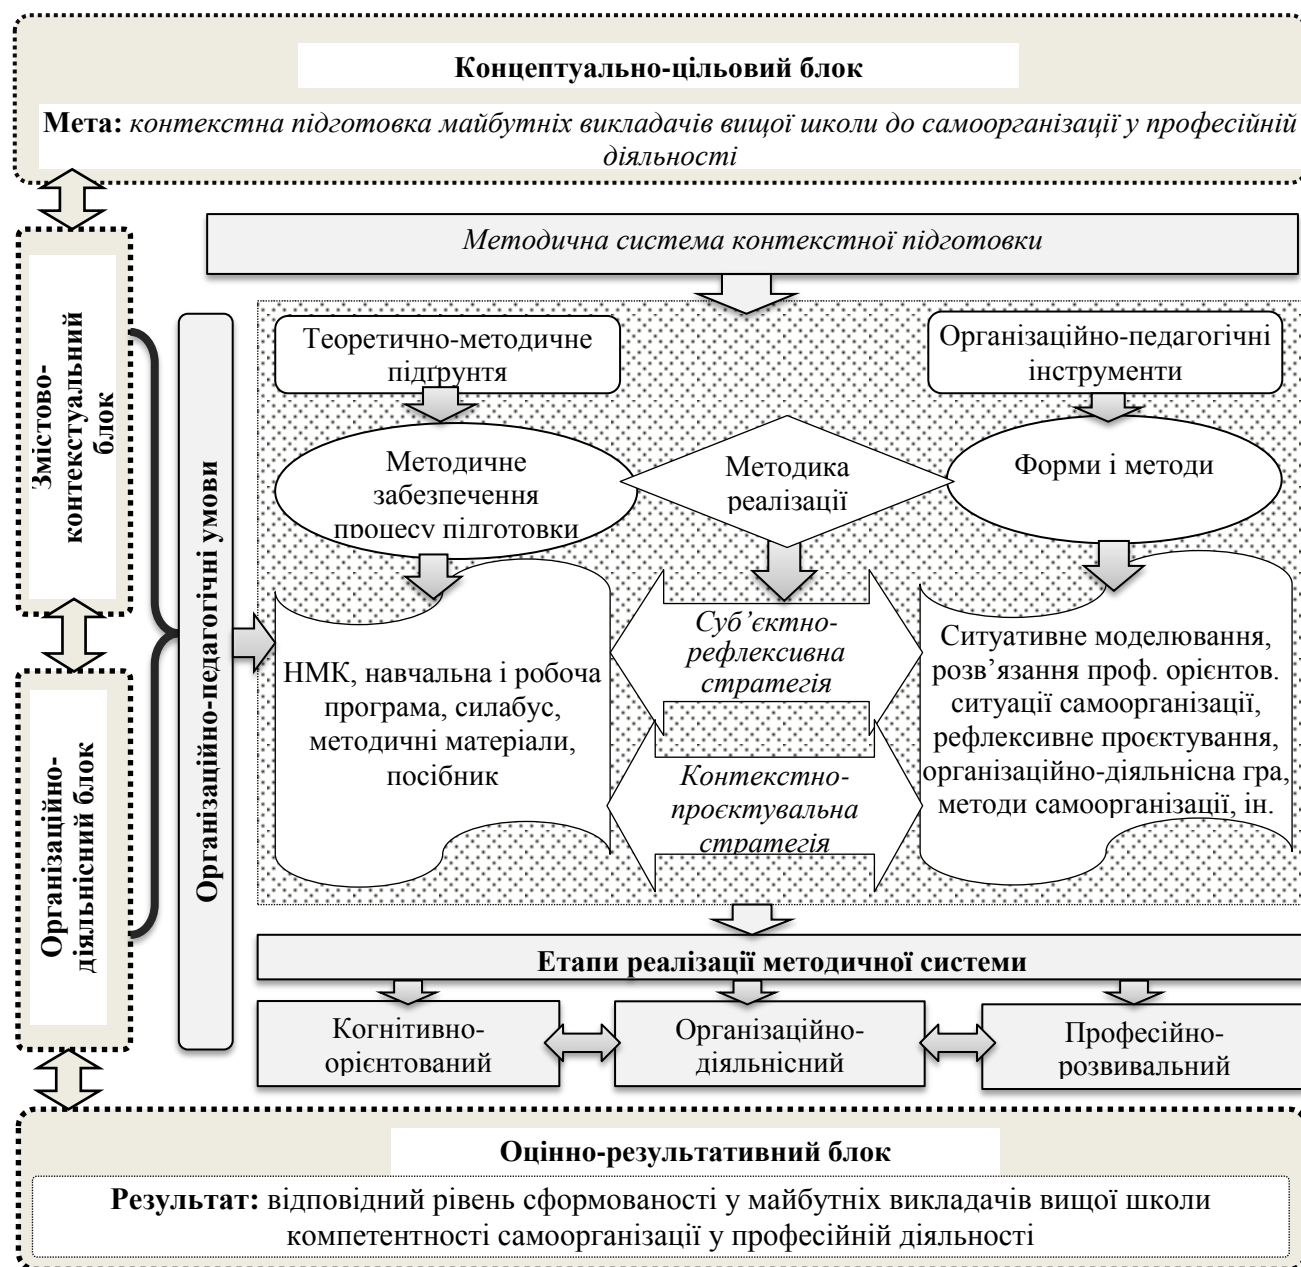 Концептуально-цільовий блок
Мета: контекстна підготовка майбутніх викладачів вищої школи до самоорганізації у професійній
діяльності
Змістово-
контекстуальний
блок
Організаційно-
діяльнісний блок
Організаційно-педагогічні умови
Методична система контекстної підготовки
Теоретично-методичне
підґрунтя
Організаційно-педагогічні
інструменти
Методичне
забезпечення
процесу підготовки
Методика
реалізації
Форми і методи
НМК, навчальна і робоча
програма, силабус,
методичні матеріали,
посібник
Суб’єктно-
рефлексивна
стратегія
Контекстно-
проєктувальна
стратегія
Ситуативне моделювання,
розв’язання проф. орієнтов.
ситуації самоорганізації,
рефлексивне проєктування,
організаційно-діяльнісна гра,
методи самоорганізації, ін.
Етапи реалізації методичної системи
Когнітивно-
орієнтований
Організаційно-
діяльнісний
Професійно-
розвивальний
Оцінно-результативний блок
Результат: відповідний рівень сформованості у майбутніх викладачів вищої школи
компетентності самоорганізації у професійній діяльності